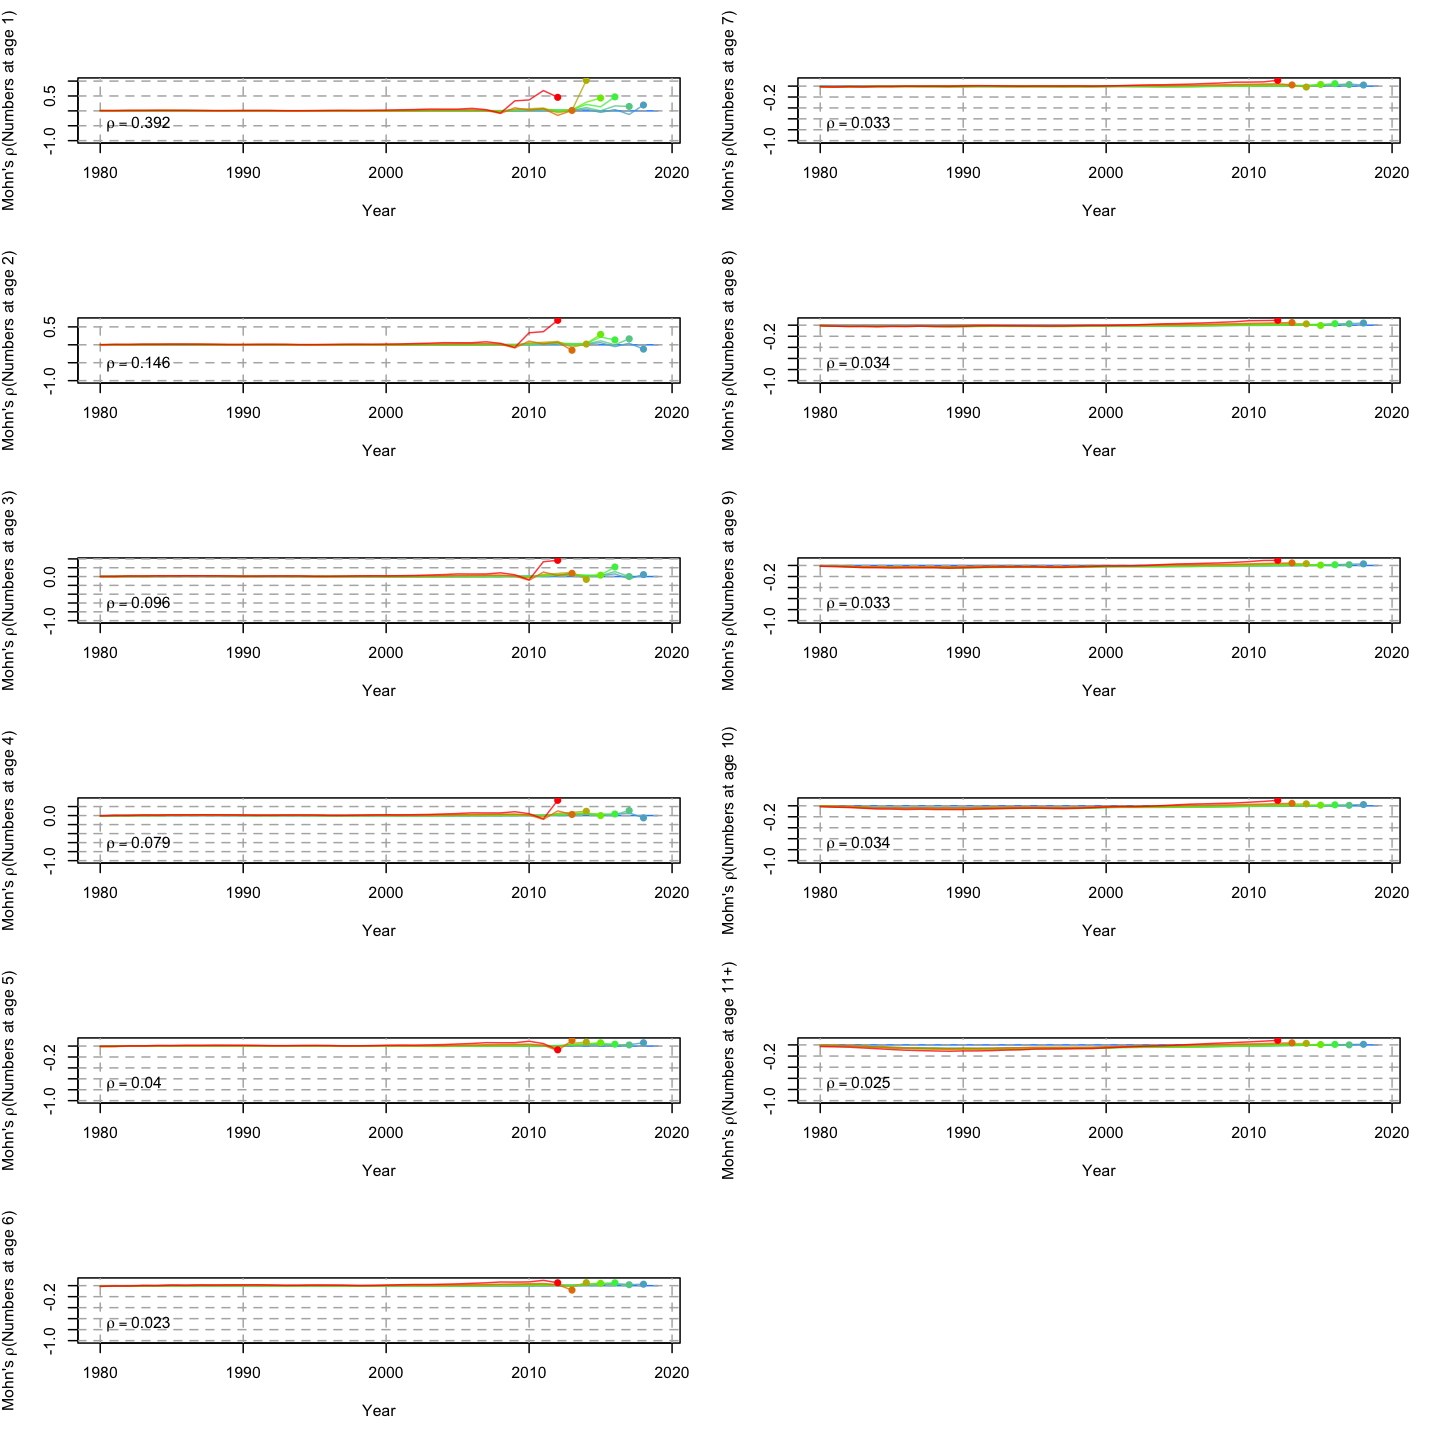 Mohn's ρ(Numbers at age 1)
0.5
-1.0
ρ = 0.392
1980 1990 2000 2010 2020
Year
Mohn's ρ(Numbers at age 2)
0.5
-1.0
ρ = 0.146
1980 1990 2000 2010 2020
Year
Mohn's ρ(Numbers at age 3)
0.0
-1.0
ρ = 0.096
1980 1990 2000 2010 2020
Year
Mohn's ρ(Numbers at age 4)
0.0
-1.0
ρ = 0.079
1980 1990 2000 2010 2020
Year
Mohn's ρ(Numbers at age 5)
-0.2
-1.0
ρ = 0.04
1980 1990 2000 2010 2020
Year
Mohn's ρ(Numbers at age 6)
-0.2
-1.0
ρ = 0.023
1980 1990 2000 2010 2020
Year
Mohn's ρ(Numbers at age 7)
-0.2
-1.0
ρ = 0.033
1980 1990 2000 2010 2020
Year
Mohn's ρ(Numbers at age 8)
-0.2
-1.0
ρ = 0.034
1980 1990 2000 2010 2020
Year
Mohn's ρ(Numbers at age 9)
-0.2
-1.0
ρ = 0.033
1980 1990 2000 2010 2020
Year
Mohn's ρ(Numbers at age 10)
-0.2
-1.0
ρ = 0.034
1980 1990 2000 2010 2020
Year
Mohn's ρ(Numbers at age 11+)
-0.2
-1.0
ρ = 0.025
1980 1990 2000 2010 2020
Year